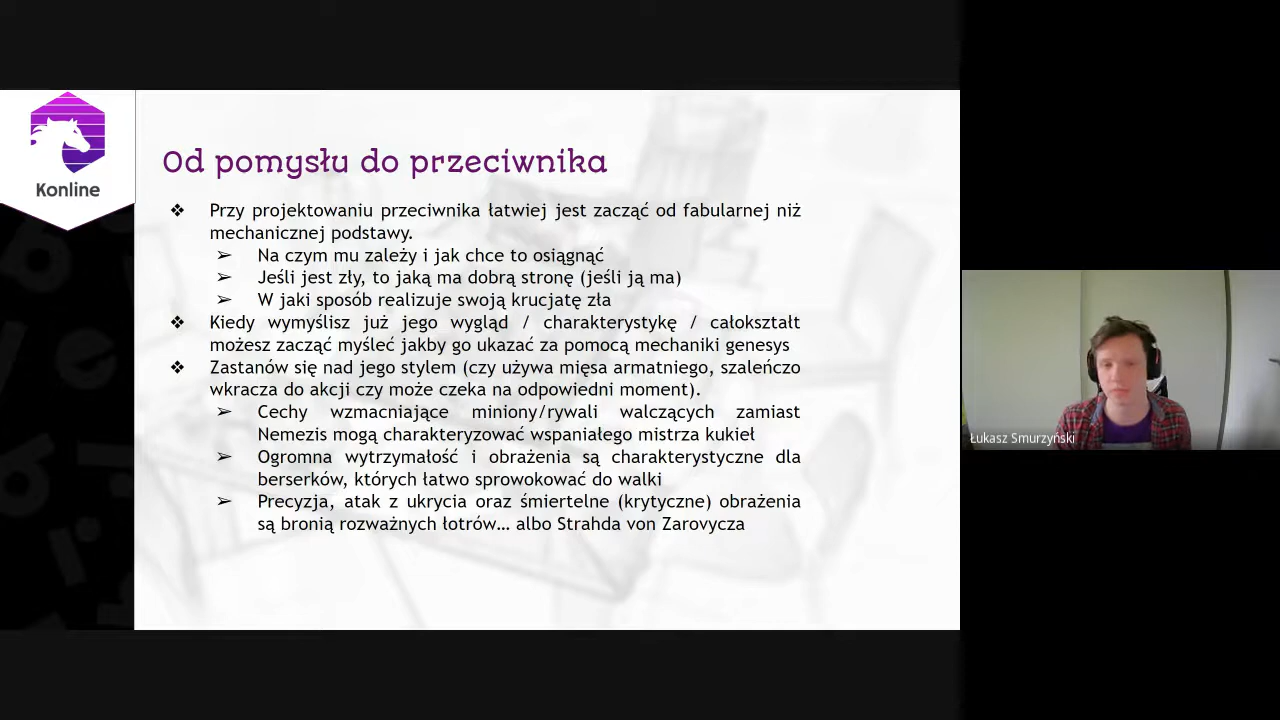 Konline
Od pomysłu do przeciwnika
❖ Przy projektowaniu przeciwnika łatwiej jest zacząć od fabularnej niż
mechanicznej podstawy.
➢ Na czym mu zależy i jak chce to osiągnąć
➢ Jeśli jest zły, to jaką ma dobrą stronę (jeśli ją ma)
➢ W jaki sposób realizuje swoją krucjatę zła
❖ Kiedy wymyślisz już jego wygląd / charakterystykę / całokształt
możesz zacząć myśleć jakby go ukazać za pomocą mechaniki genesys
❖ Zastanów się nad jego stylem (czy używa mięsa armatniego, szaleńczo
wkracza do akcji czy może czeka na odpowiedni moment).
➢ Cechy wzmacniające miniony/rywali walczących zamiast
Nemezis mogą charakteryzować wspaniałego mistrza kukieł
➢ Ogromna wytrzymałość i obrażenia są charakterystyczne dla
berserków, których łatwo sprowokować do walki
➢ Precyzja, atak z ukrycia oraz śmiertelne (krytyczne) obrażenia
są bronią rozważnych łotrów… albo Strahda von Zarovycza
Łukasz Smurzyński